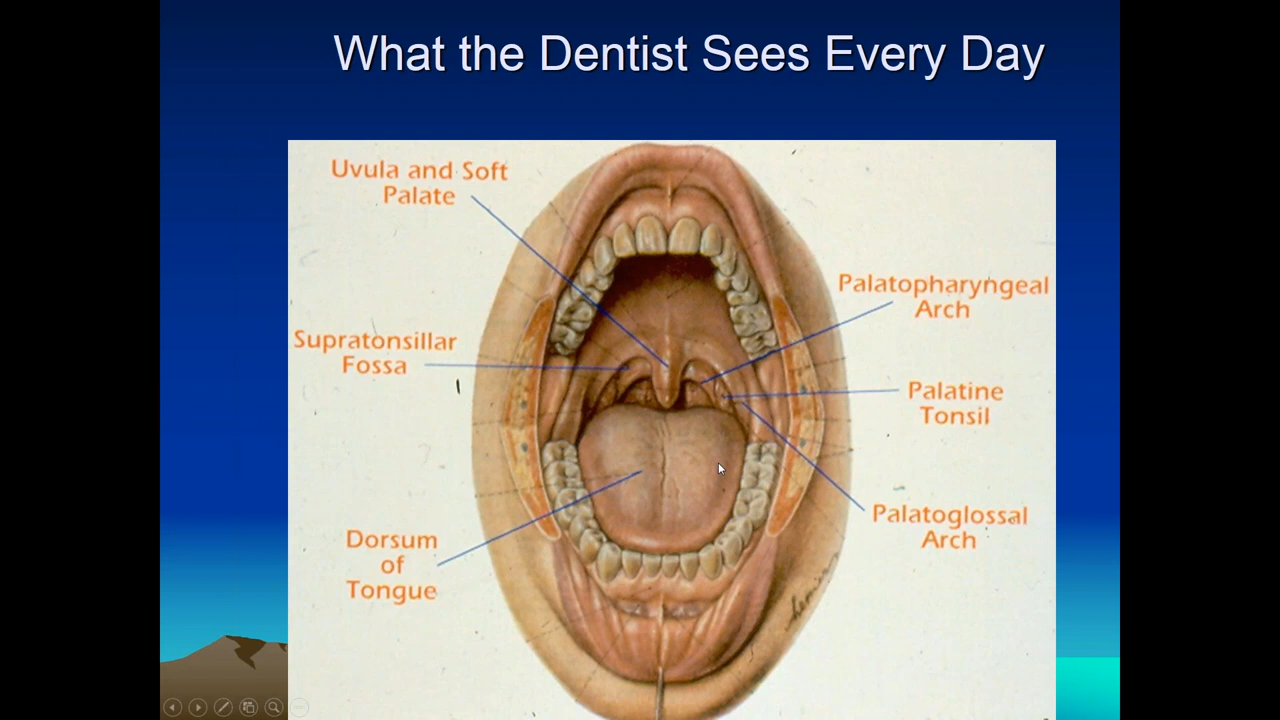 What the Dentist Sees Every Day
Uvula and Soft
Palate
Supratonsillar
Fossa
Dorsum
of
Tongue
Palatopharyngeal
Arch
Palatine
Tonsil
Palatoglossal
Arch